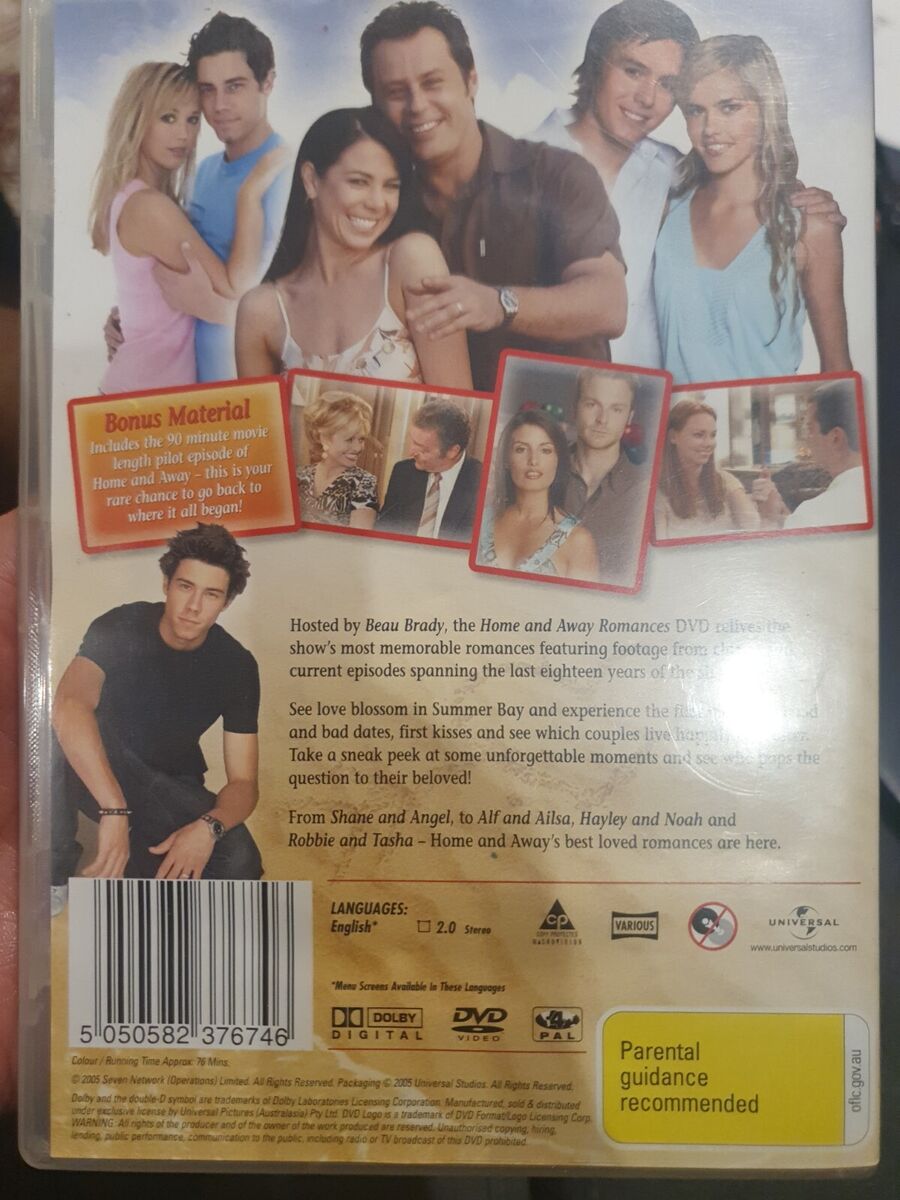 Bonus Material
Includes the 90 minute movie
length pilot episode of
Home and Away – this is your
rare chance to go back to
where it all began!
Hosted by Beau Brady, the Home and Away Romances DVD relives the
show's most memorable romances featuring footage from
current episodes spanning the last eighteen years of the
See love blossom in Summer Bay and experience the
and bad dates, first kisses and see which couples live
Take a sneak peek at some unforgettable moments and see who pops the
question to their beloved!
From Shane and Angel, to Alf and Ailsa, Hayley and Noah and
Robbie and Tasha – Home and Away's best loved romances are here.
LANGUAGES:
English* 2.0 Stereo
cp
COPY PROTECTED
MACROVISION
VARIOUS
UNIVERSAL
www.universalstudios.com
*Menu Screens Available In These Languages
DOLBY
DIGITAL
DVD
VIDEO
4
PAL
5 050582 376746
Parental
guidance
recommended
oflc.gov.au
Colour / Running Time Approx: 76 Mins.
© 2005 Seven Network (Operations) Limited. All Rights Reserved. Packaging © 2005 Universal Studios. All Rights Reserved.
Dolby and the double-D symbol are trademarks of Dolby Laboratories Licensing Corporation. Manufactured, sold & distributed
under exclusive license by Universal Pictures (Australasia) Pty Ltd. DVD Logo is a trademark of DVD Format/Logo Licensing Corp.
WARNING: All rights of the producer and of the owner of the work produced are reserved. Unauthorised copying, hiring,
lending, public performance, communication to the public, including radio or TV broadcast of this DVD prohibited.